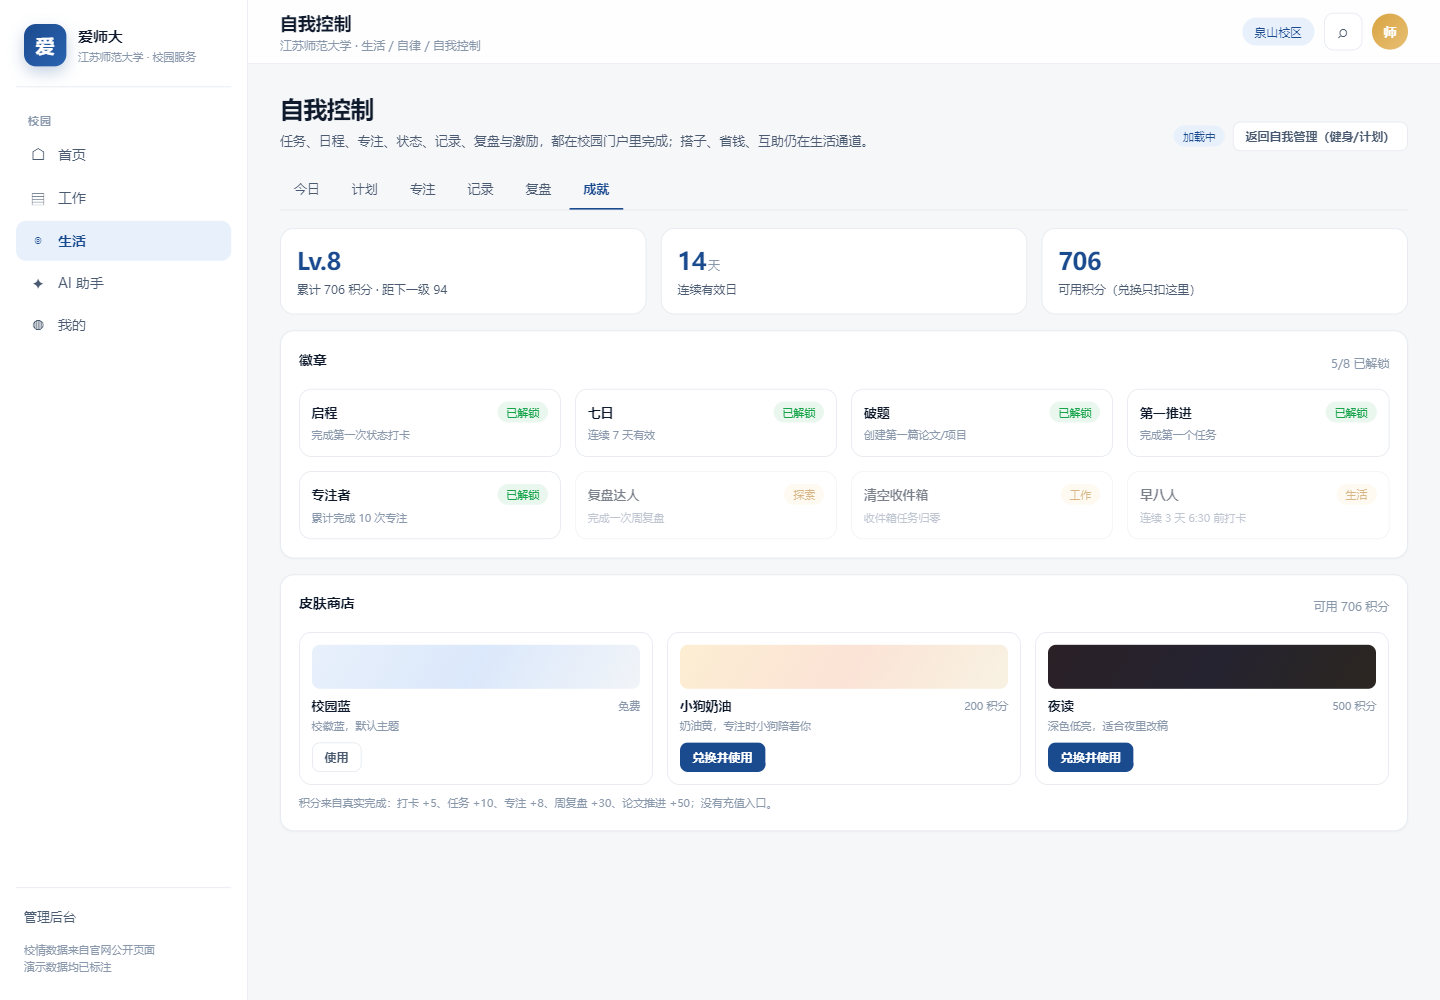 爱
爱师大
江苏师范大学 · 校园服务
校园
首页
工作
生活
AI 助手
我的
管理后台
校情数据来自官网公开页面
演示数据均已标注
自我控制
江苏师范大学 · 生活 / 自律 / 自我控制
泉山校区
师
自我控制
任务、日程、专注、状态、记录、复盘与激励，都在校园门户里完成；搭子、省钱、互助仍在生活通道。
加载中
返回自我管理（健身/计划）
今日
计划
专注
记录
复盘
成就
Lv.8
累计 706 积分 · 距下一级 94
14天
连续有效日
706
可用积分（兑换只扣这里）
徽章
5/8 已解锁
启程
已解锁
完成第一次状态打卡
七日
已解锁
连续 7 天有效
破题
已解锁
创建第一篇论文/项目
第一推进
已解锁
完成第一个任务
专注者
已解锁
累计完成 10 次专注
复盘达人
探索
完成一次周复盘
清空收件箱
工作
收件箱任务归零
早八人
生活
连续 3 天 6:30 前打卡
皮肤商店
可用 706 积分
校园蓝
免费
校徽蓝，默认主题
使用
小狗奶油
200 积分
奶油黄，专注时小狗陪着你
兑换并使用
夜读
500 积分
深色低亮，适合夜里改稿
兑换并使用
积分来自真实完成：打卡 +5、任务 +10、专注 +8、周复盘 +30、论文推进 +50；没有充值入口。